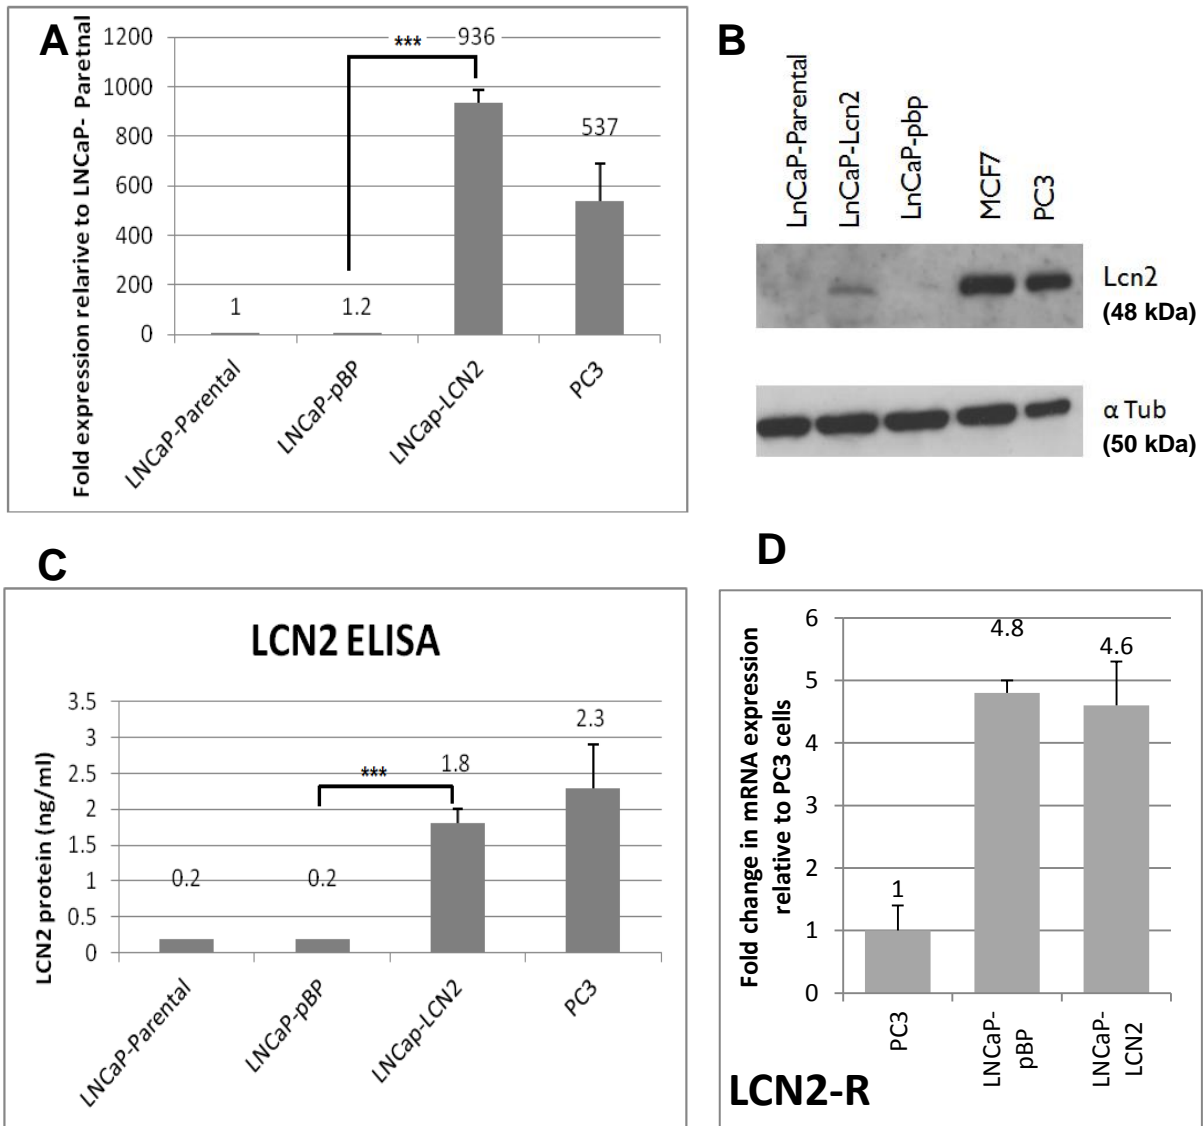 A
Fold expression relarive to LNCaP- Paretnal
1200
1000
800
600
400
200
0
1
1.2
***
936
537
LNCaP-Parental
LNCaP-pBP
LNCap-LCN2
PC3
B
LnCaP-Parental
LnCaP-Lcn2
LnCaP-pbp
MCF7
PC3
Lcn2
(48 kDa)
α Tub
(50 kDa)
C
LCN2 ELISA
LCN2 protein (ng/ml)
3.5
3
2.5
2
1.5
1
0.5
0
0.2
0.2
***
1.8
2.3
LNCaP-Parental
LNCaP-pBP
LNCap-LCN2
PC3
D
Fold change in mRNA expression
relative to PC3 cells
6
5
4
3
2
1
0
1
4.8
4.6
PC3
LNCaP-
pBP
LNCaP-
LCN2
LCN2-R